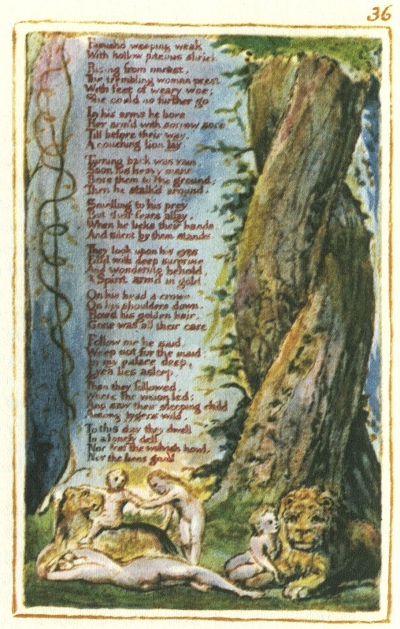 36
Famish'd, weeping, weak
With hollow piteous shriek
Rising from unrest,
The trembling woman prest
With feet of weary woe;
She could no further go
In his arms he bore
Her arm'd with sorrow sore
Till before their way.
A couching lion lay.
Turning back was vain
Soon his heavy mane
Bore them to the ground;
Then he stalk'd around.
Smelling to his prey
But their fears allay,
When he licks their hands
And silent by them stands
They look upon his eyes
Fill'd with deep surprise
And wondering behold,
A Spirit arm'd in gold.
On his head a crown
On his shoulders down.
Flow'd his golden hair.
Gone was all their care
Follow me he said,
Weep not for the maid
In my palace deep,
Lyca lies asleep.
Then they followed,
Where the vision led:
And saw their sleeping child
Among tygers wild.
To this day they dwell
In a lonely dell
Nor fear the wolvish howl,
Nor the lions growl.